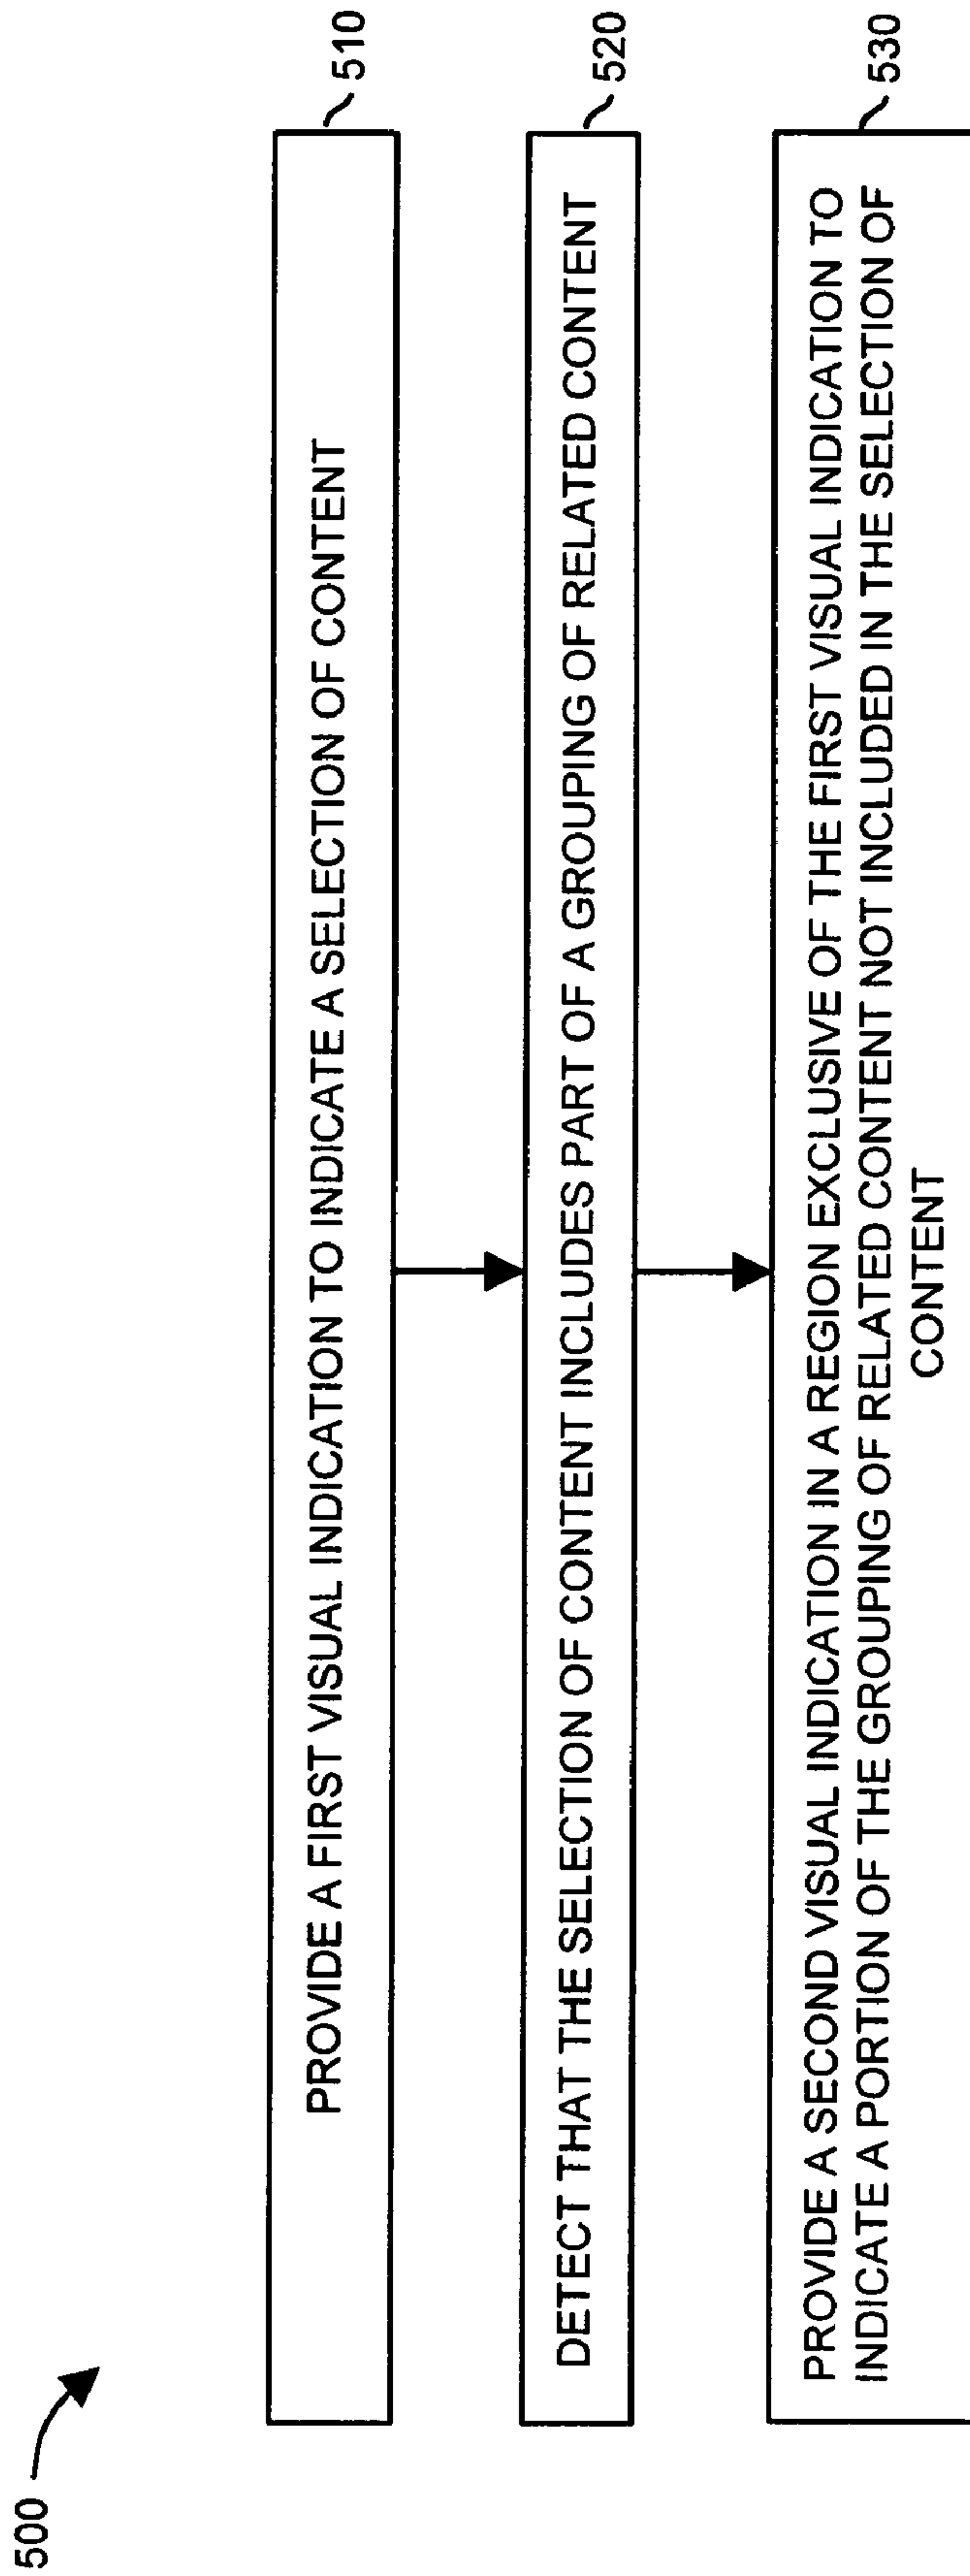 500
PROVIDE A FIRST VISUAL INDICATION TO INDICATE A SELECTION OF CONTENT
510
DETECT THAT THE SELECTION OF CONTENT INCLUDES PART OF A GROUPING OF RELATED CONTENT
520
PROVIDE A SECOND VISUAL INDICATION IN A REGION EXCLUSIVE OF THE FIRST VISUAL INDICATION TO
INDICATE A PORTION OF THE GROUPING OF RELATED CONTENT NOT INCLUDED IN THE SELECTION OF
CONTENT
530